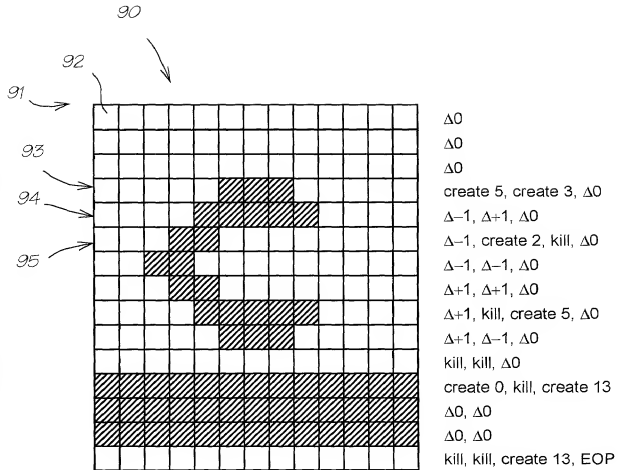 90
92
91
Δ0
Δ0
93
Δ0
create 5, create 3, Δ0
94
Δ−1, Δ+1, Δ0
95
Δ−1, create 2, kill, Δ0
Δ−1, Δ−1, Δ0
Δ+1, Δ+1, Δ0
Δ+1, kill, create 5, Δ0
Δ+1, Δ−1, Δ0
kill, kill, Δ0
create 0, kill, create 13
Δ0, Δ0
Δ0, Δ0
kill, kill, create 13, EOP